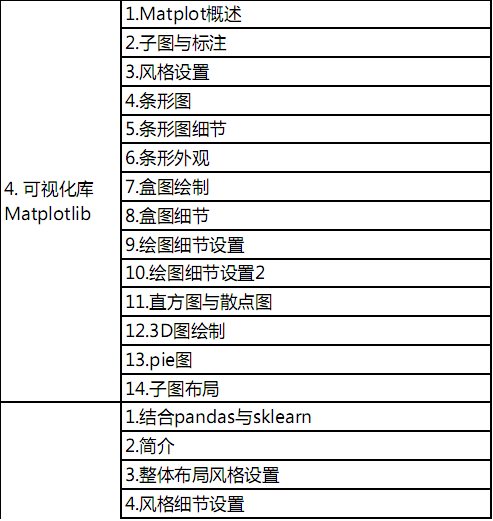 4. 可视化库
Matplotlib
1.Matplot概述
2.子图与标注
3.风格设置
4.条形图
5.条形图细节
6.条形外观
7.盒图绘制
8.盒图细节
9.绘图细节设置
10.绘图细节设置2
11.直方图与散点图
12.3D图绘制
13.pie图
14.子图布局
1.结合pandas与sklearn
2.简介
3.整体布局风格设置
4.风格细节设置